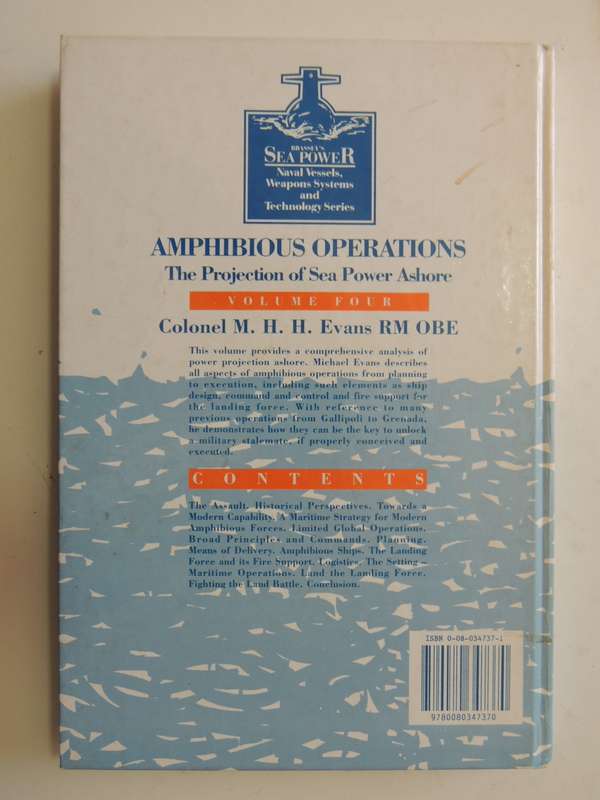 BRASSEY'S
SEA POWER
Naval Vessels,
Weapons Systems
and
Technology Series
AMPHIBIOUS OPERATIONS
The Projection of Sea Power Ashore
VOLUME FOUR
Colonel M. H. H. Evans RM OBE
This volume provides a comprehensive analysis of
power projection ashore. Michael Evans describes
all aspects of amphibious operations from planning
to execution, including such elements as ship
design, command and control and fire support for
the landing force. With reference to many
previous operations from Gallipoli to Grenada,
he demonstrates how they can be the key to unlock
a military stalemate, if properly conceived and
executed.
CONTENTS
The Assault. Historical Perspectives. Towards a
Modern Capability. A Maritime Strategy for Modern
Amphibious Forces. Limited Global Operations.
Broad Principles and Commands. Planning.
Means of Delivery. Amphibious Ships. The Landing
Force and its Fire Support. Logistics. The Setting –
Maritime Operations. Land the Landing Force.
Fighting the Land Battle. Conclusion.
ISBN 0-08-034737-1
9780080347370